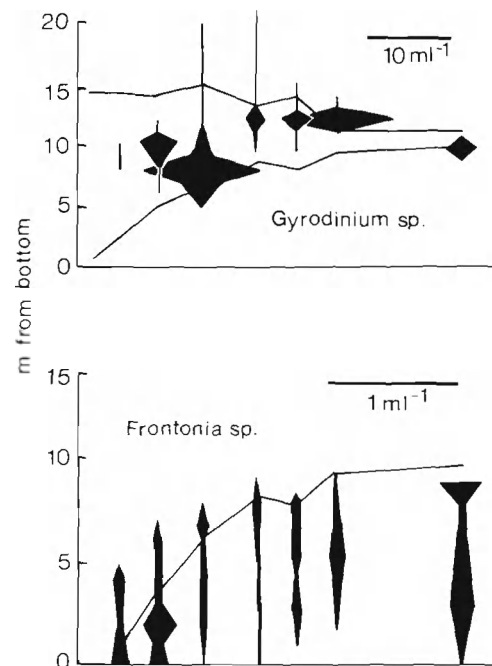 20
15
10
5
0
10 ml⁻¹
Gyrodinium sp.
m from bottom
15
10
5
0
1 ml⁻¹
Frontonia sp.